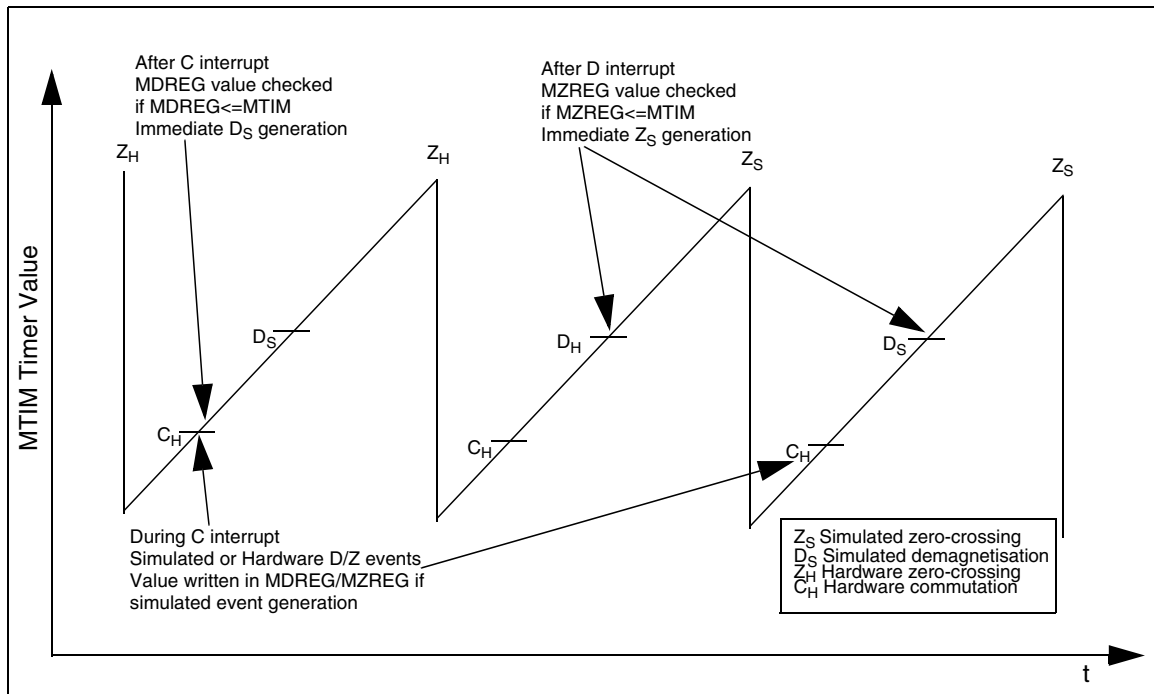 After C interrupt
MDREG value checked
if MDREG<=MTIM
Immediate DS generation
After D interrupt
MZREG value checked
if MZREG<=MTIM
Immediate ZS generation
ZH
ZH
ZS
ZS
MTIM Timer Value
DS
DH
DS
CH
CH
CH
During C interrupt
Simulated or Hardware D/Z events
Value written in MDREG/MZREG if
simulated event generation
ZS Simulated zero-crossing
DS Simulated demagnetisation
ZH Hardware zero-crossing
CH Hardware commutation
t